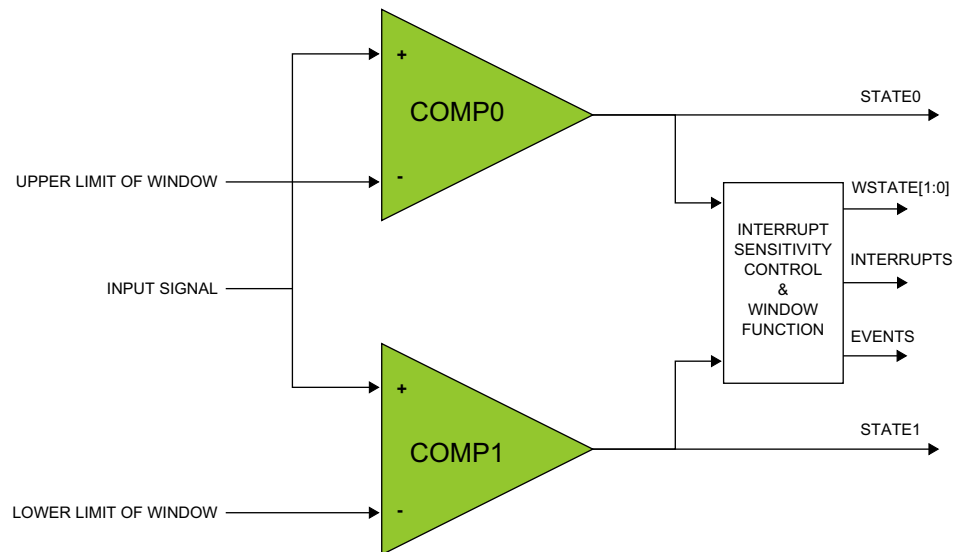 +
COMP0
-
STATE0
UPPER LIMIT OF WINDOW
WSTATE[1:0]
INTERRUPT
SENSITIVITY
CONTROL
&
WINDOW
FUNCTION
INTERRUPTS
EVENTS
INPUT SIGNAL
+
COMP1
-
STATE1
LOWER LIMIT OF WINDOW